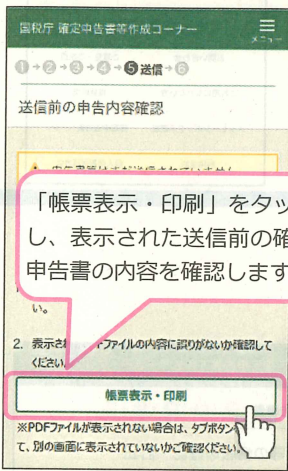 国税庁 確定申告書等作成コーナー
メニュー
1→2→3→4→5送信→6
送信前の申告内容確認
「帳票表示・印刷」をタッ
し、表示された送信前の確
申告書の内容を確認します
い。
2. 表示さ ファイルの内容に誤りがないか確認して
ください
帳票表示・印刷
※PDFファイルが表示されない場合は、タブボタン
て、別の画面に表示されていないかご確認ください。